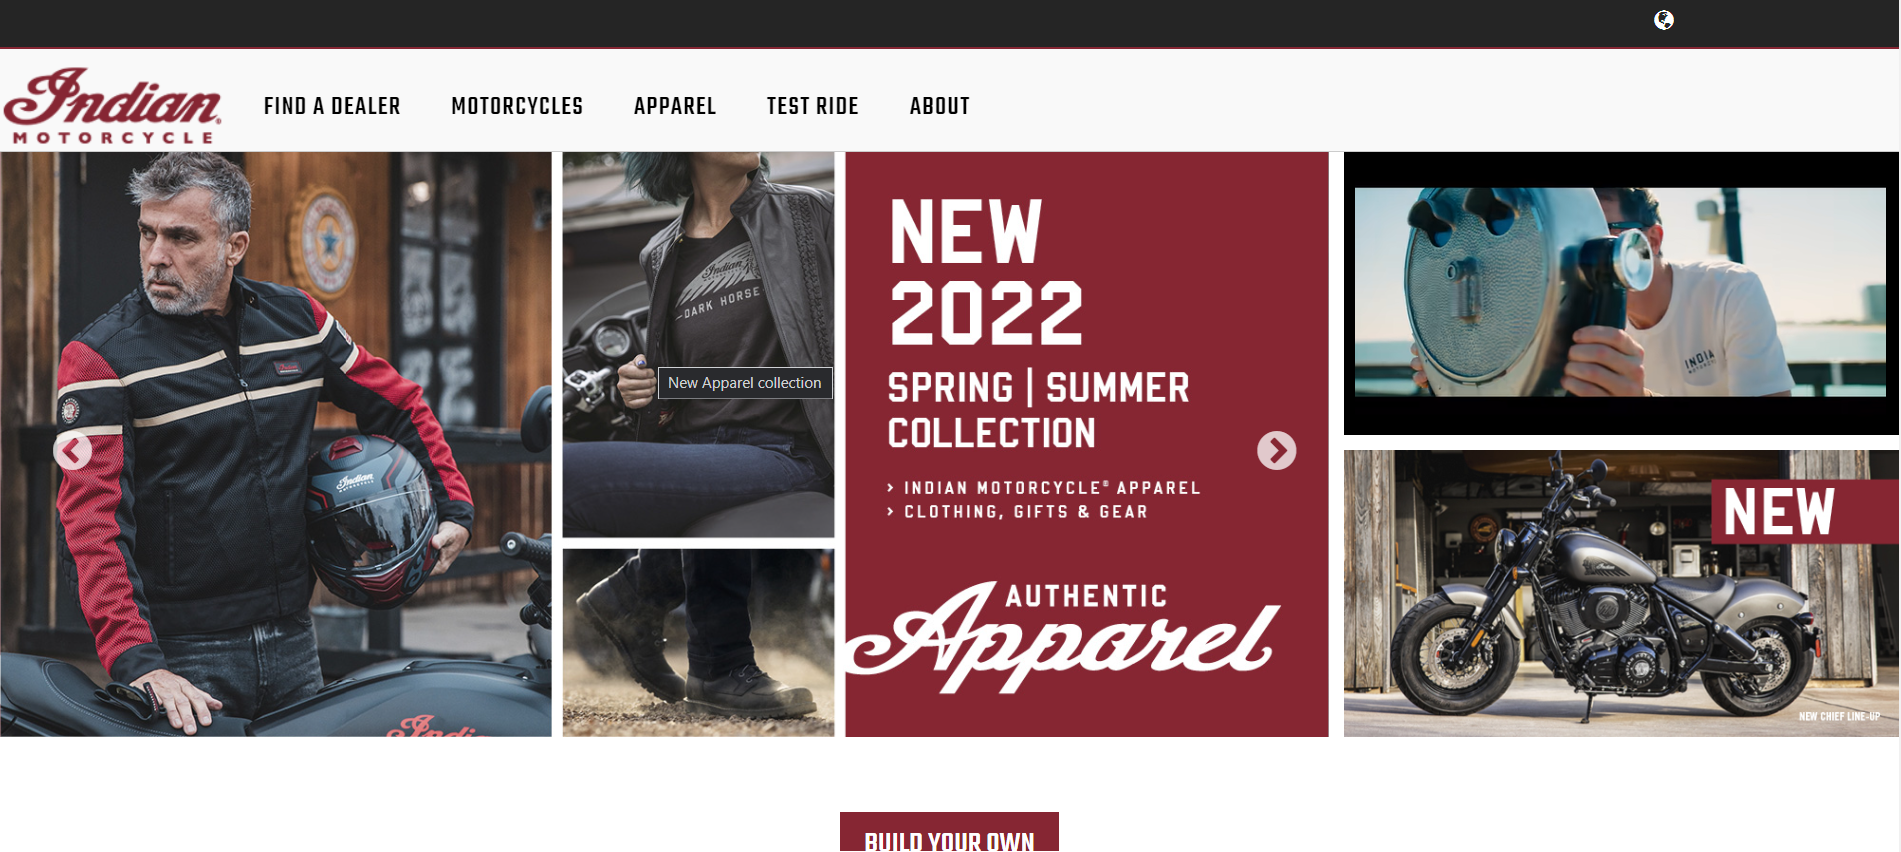 Indian
MOTORCYCLE
FIND A DEALER
MOTORCYCLES
APPAREL
TEST RIDE
ABOUT
Indian
DARK HORSE
New Apparel collection
Indian
NEW
2022
SPRING | SUMMER
COLLECTION
> INDIAN MOTORCYCLE® APPAREL
> CLOTHING, GIFTS & GEAR
AUTHENTIC
Apparel
INDIA
NEW
NEW CHIEF LINE-UP
BUILD YOUR OWN